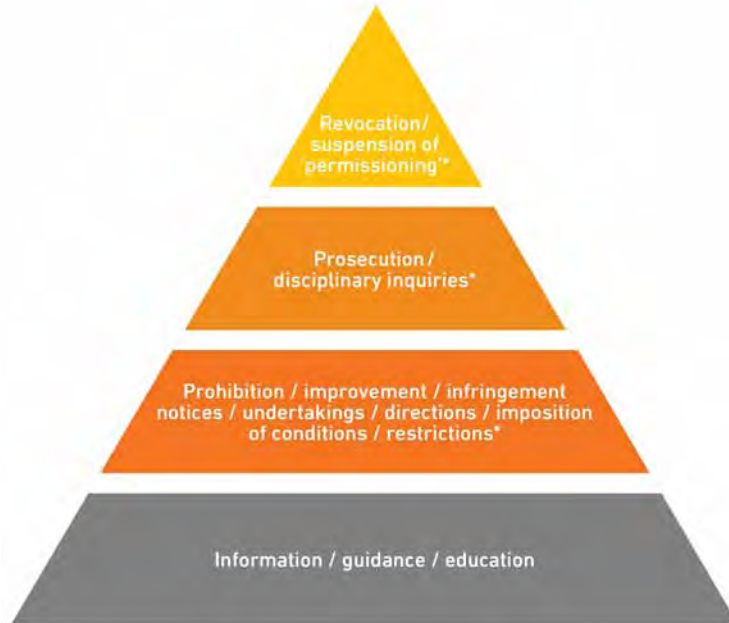 Revocation/
suspension of
permissioning'*
Prosecution /
disciplinary inquiries*
Prohibition / improvement / infringement
notices / undertakings / directions / imposition
of conditions / restrictions*
Information / guidance / education